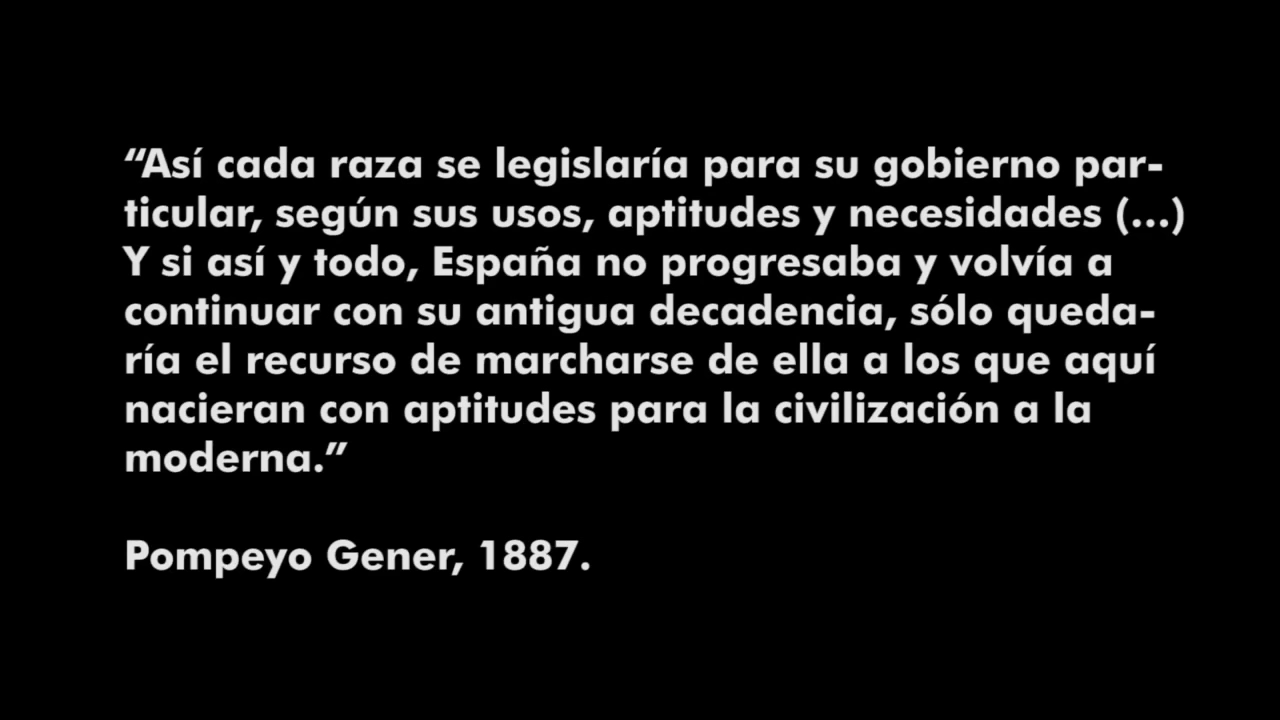 “Así cada raza se legislaría para su gobierno par-
ticular, según sus usos, aptitudes y necesidades (...)
Y si así y todo, España no progresaba y volvía a
continuar con su antigua decadencia, sólo queda-
ría el recurso de marcharse de ella a los que aquí
nacieran con aptitudes para la civilización a la
moderna.”
Pompeyo Gener, 1887.